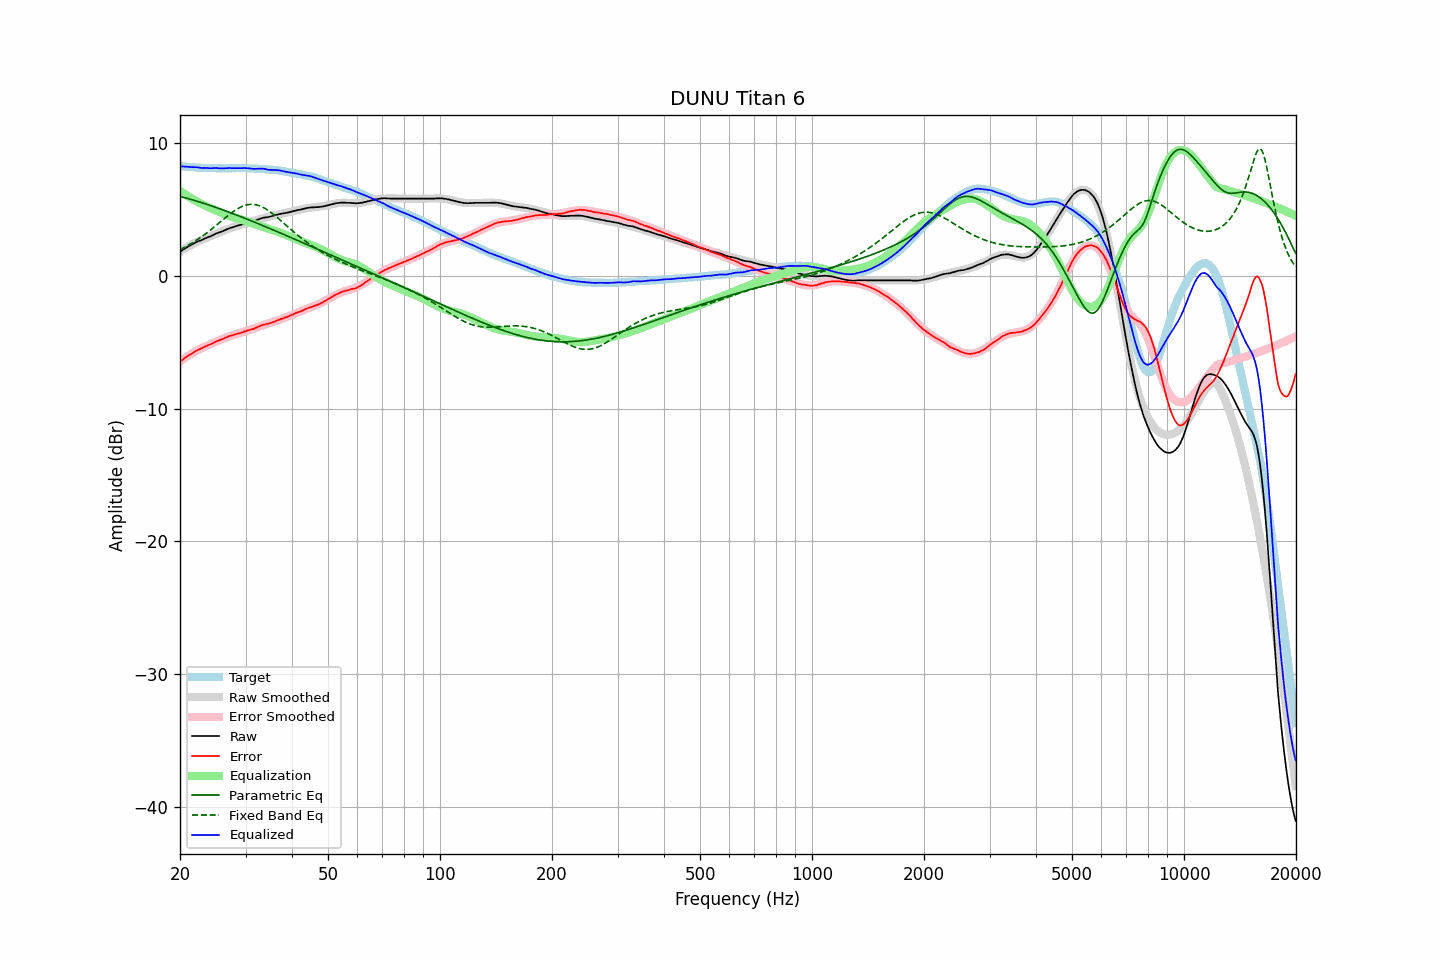 DUNU Titan 6
10
0
−10
−20
−30
−40
Amplitude (dBr)
Target
Raw Smoothed
Error Smoothed
Raw
Error
Equalization
Parametric Eq
Fixed Band Eq
Equalized
20 50 100 200 500 1000 2000 5000 10000 20000
Frequency (Hz)